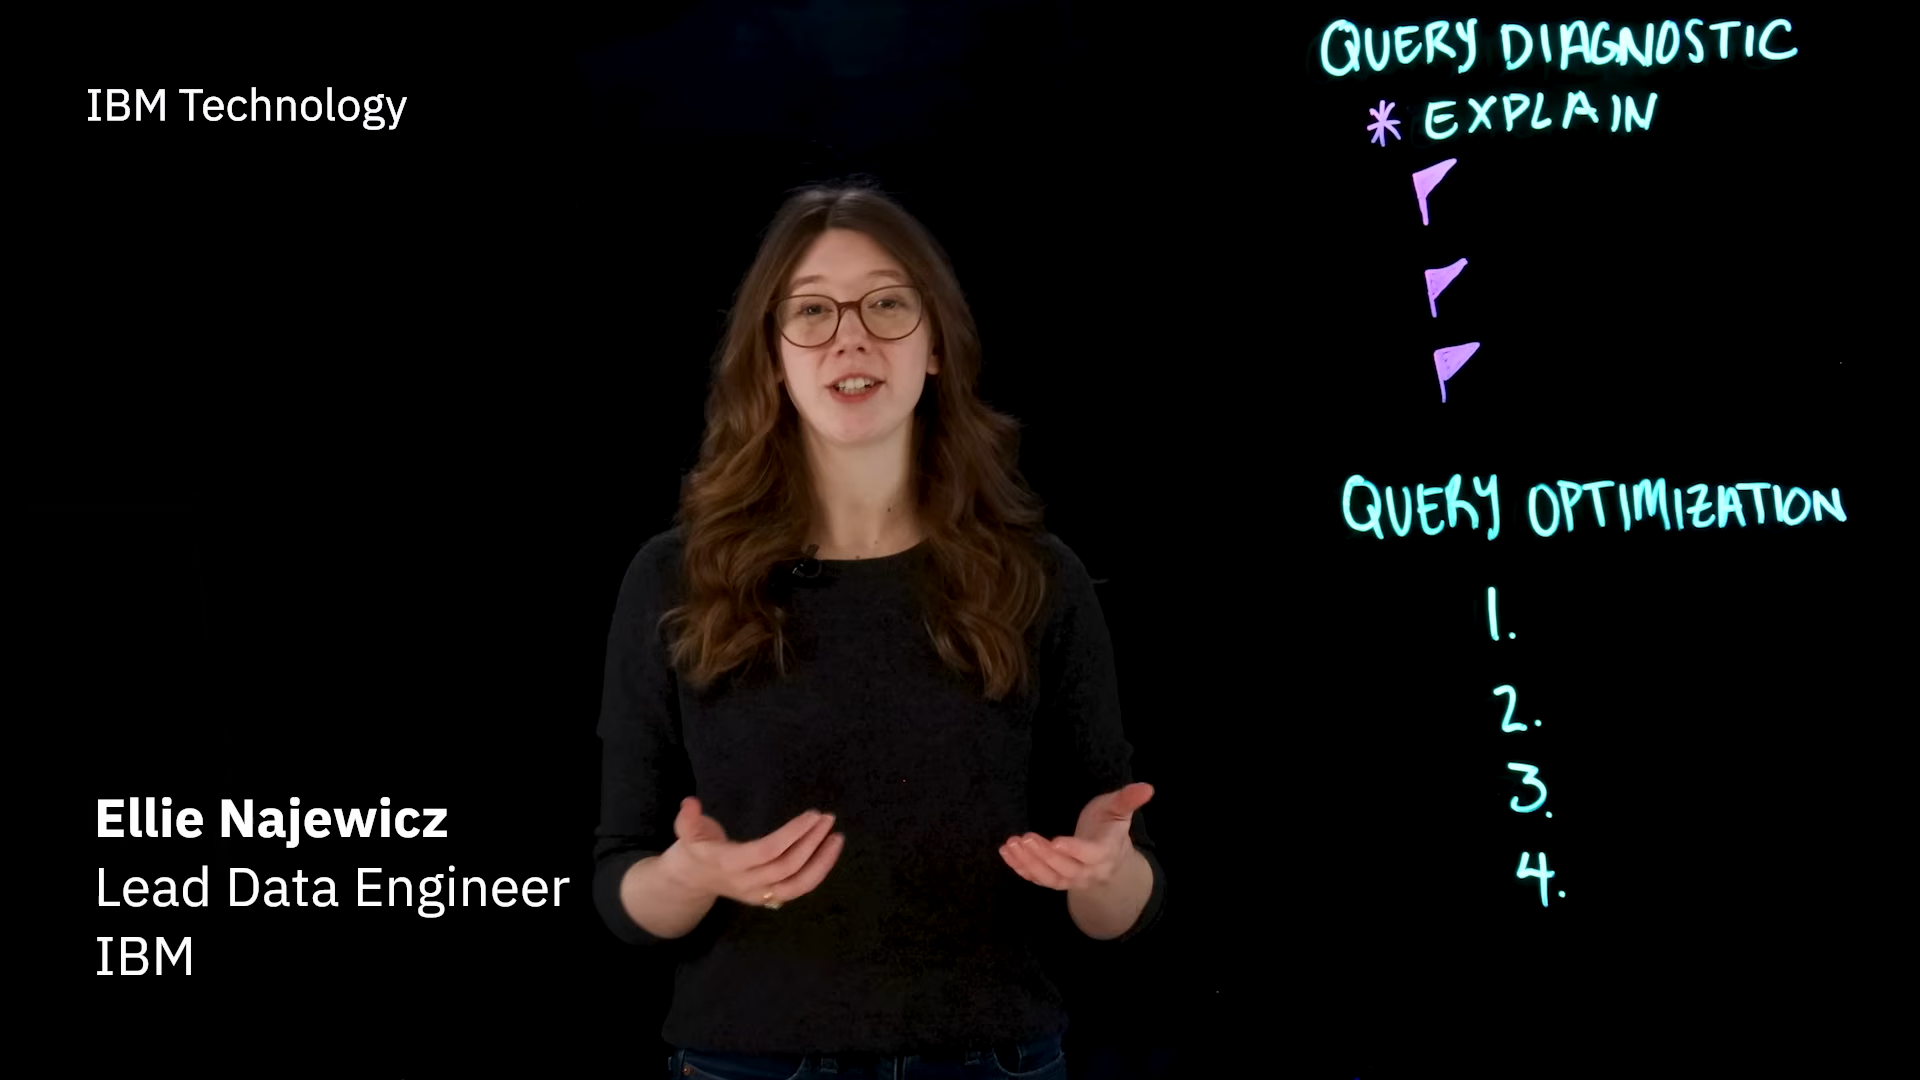 IBM Technology
QUERY DIAGNOSTIC
* EXPLAIN
QUERY OPTIMIZATION
1.
2.
3.
4.
Ellie Najewicz
Lead Data Engineer
IBM